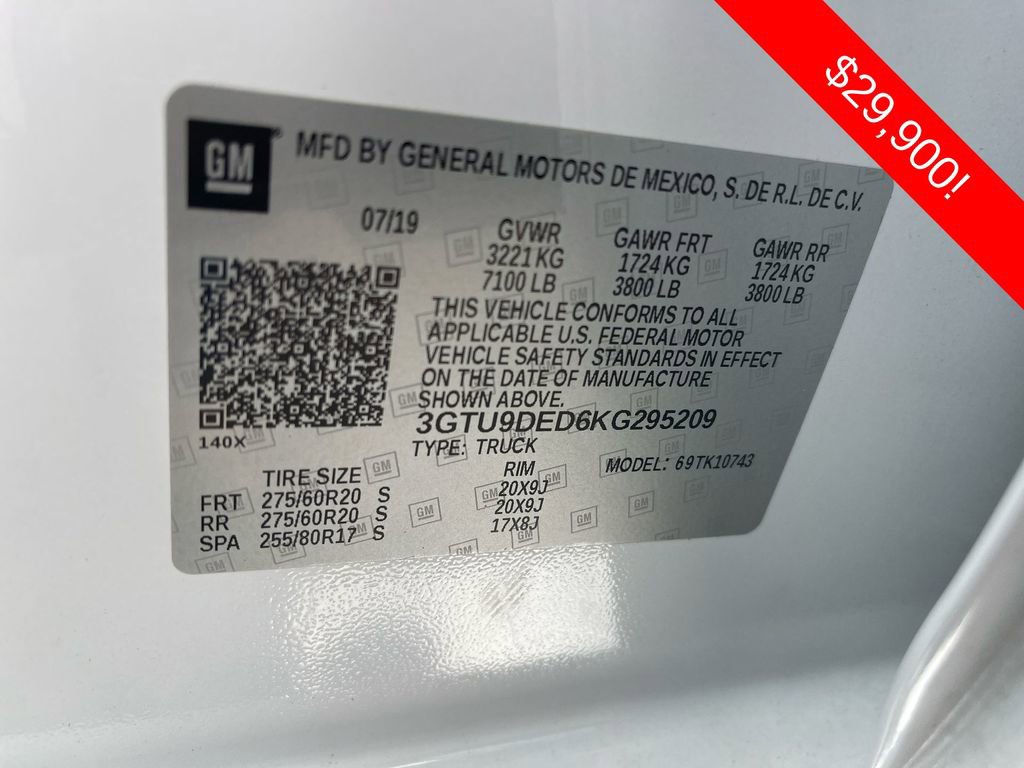 $29,900!
GM
MFD BY GENERAL MOTORS DE MEXICO, S. DE R.L. DE C.V.
07/19
GVWR GAWR FRT GAWR RR
3221 KG 1724 KG 1724 KG
7100 LB 3800 LB 3800 LB
THIS VEHICLE CONFORMS TO ALL
APPLICABLE U.S. FEDERAL MOTOR
VEHICLE SAFETY STANDARDS IN EFFECT
ON THE DATE OF MANUFACTURE
SHOWN ABOVE.
3GTU9DED6KG295209
140X
TYPE: TRUCK MODEL: 69TK10743
TIRE SIZE RIM
FRT 275/60R20 S 20X9J
RR 275/60R20 S 20X9J
SPA 255/80R17 S 17X8J